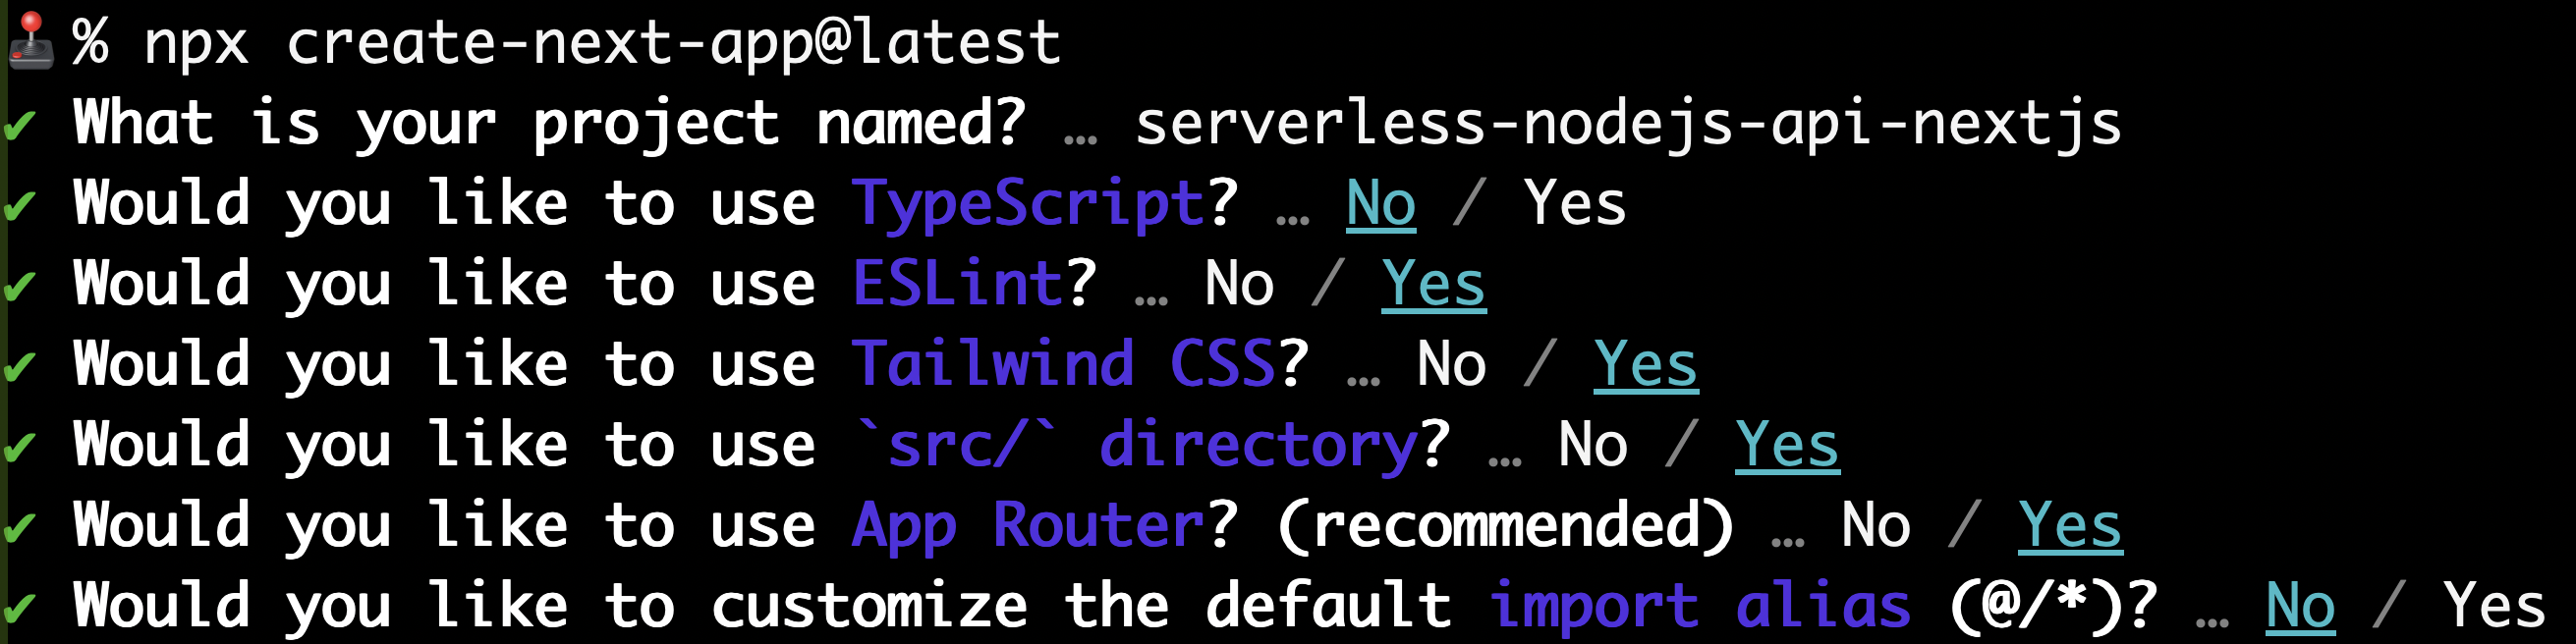 🕹️% npx create-next-app@latest
✔ What is your project named? … serverless-nodejs-api-nextjs
✔ Would you like to use TypeScript? … No / Yes
✔ Would you like to use ESLint? … No / Yes
✔ Would you like to use Tailwind CSS? … No / Yes
✔ Would you like to use `src/` directory? … No / Yes
✔ Would you like to use App Router? (recommended) … No / Yes
✔ Would you like to customize the default import alias (@/*)? … No / Yes